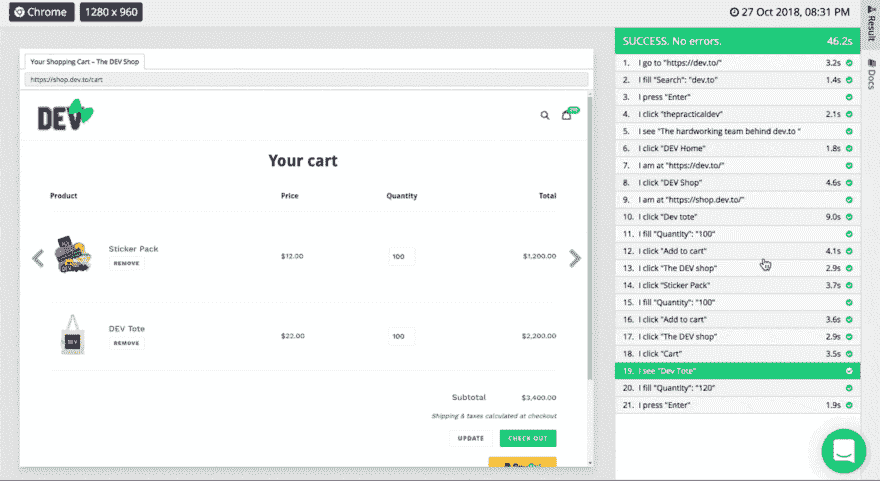 Chrome 1280 x 960 27 Oct 2018, 08:31 PM
Your Shopping Cart – The DEV Shop
https://shop.dev.to/cart
DEV
Your cart
Product Price Quantity Total
Sticker Pack
REMOVE
$12.00 100 $1,200.00
DEV Tote
REMOVE
$22.00 100 $2,200.00
Subtotal $3,400.00
Shipping & taxes calculated at checkout
UPDATE CHECK OUT
SUCCESS. No errors. 46.2s
1. I go to "https://dev.to/" 3.2s
2. I fill "Search": "dev.to" 1.4s
3. I press "Enter"
4. I click "thepracticaldev" 2.1s
5. I see "The hardworking team behind dev.to "
6. I click "DEV Home" 1.8s
7. I am at "https://dev.to/"
8. I click "DEV Shop" 4.6s
9. I am at "https://shop.dev.to/"
10. I click "Dev tote" 9.0s
11. I fill "Quantity": "100"
12. I click "Add to cart" 4.1s
13. I click "The DEV shop" 2.9s
14. I click "Sticker Pack" 3.7s
15. I fill "Quantity": "100"
16. I click "Add to cart" 3.6s
17. I click "The DEV shop" 2.9s
18. I click "Cart" 3.5s
19. I see "Dev Tote"
20. I fill "Quantity": "120"
21. I press "Enter" 1.9s
Result
Docs